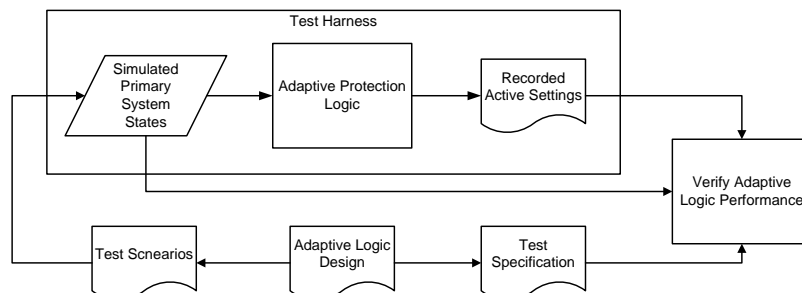 Test Harness
Simulated
Primary
System
States
Adaptive Protection
Logic
Recorded
Active Settings
Verify Adaptive
Logic Performance
Test Scnearios
Adaptive Logic
Design
Test
Specification